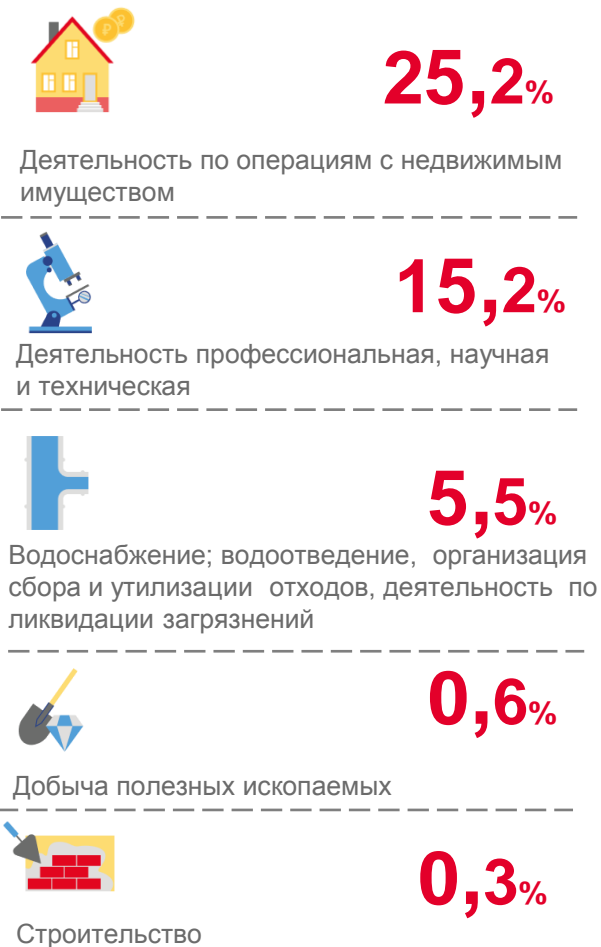 25,2%
Деятельность по операциям с недвижимым
имуществом
15,2%
Деятельность профессиональная, научная
и техническая
5,5%
Водоснабжение; водоотведение, организация
сбора и утилизации отходов, деятельность по
ликвидации загрязнений
0,6%
Добыча полезных ископаемых
0,3%
Строительство